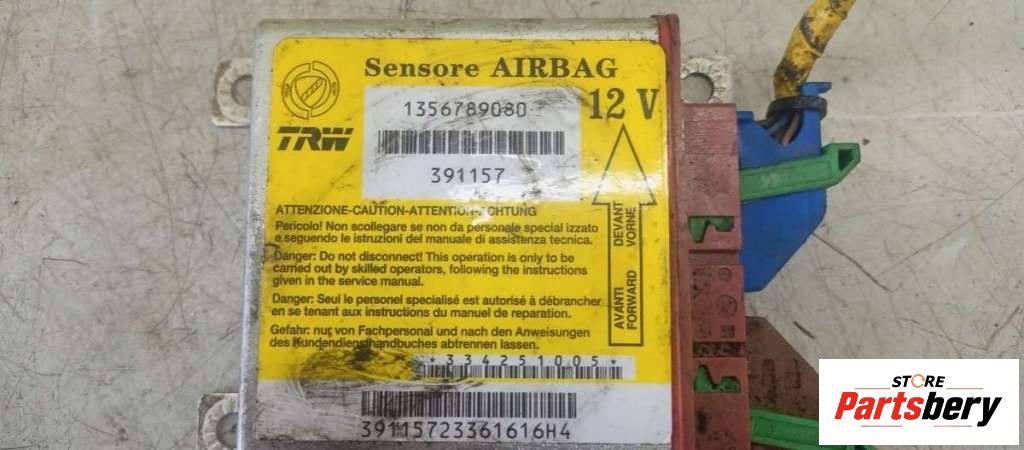 Sensore AIRBAG
12 V
1356789080
TRW
391157
ATTENZIONE-CAUTION-ATTENTION-ACHTUNG
Pericolo! Non scollegare se non da personale special izzato
e seguendo le istruzioni del manuale di assistenza tecnica.
Danger: Do not disconnect! This operation is only to be
carried out by skilled operators, following the instructions
given in the service manual.
Danger: Seul le personel specialisé est autorisé à débrancher
en se tenant aux instructions du manuel de reparation.
Gefahr: nur von Fachpersonal und nach den Anweisungen
des Kundendiensthandbuches abtrennen lassen.
AVANTI DEVANT
FORWARD VORNE
*334251005*
39115723361616H4
STORE
Partsbery